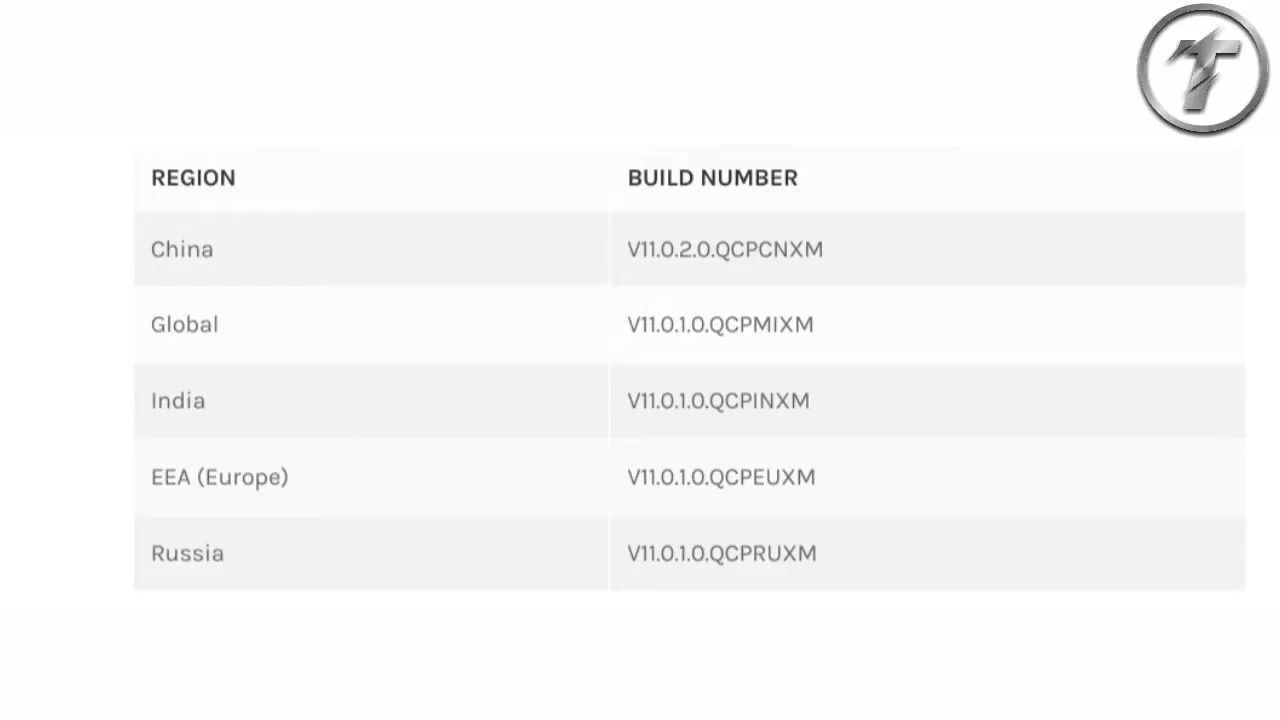 REGION BUILD NUMBER
China V11.0.2.0.QCPCNXM
Global V11.0.1.0.QCPMIXM
India V11.0.1.0.QCPINXM
EEA (Europe) V11.0.1.0.QCPEUXM
Russia V11.0.1.0.QCPRUXM